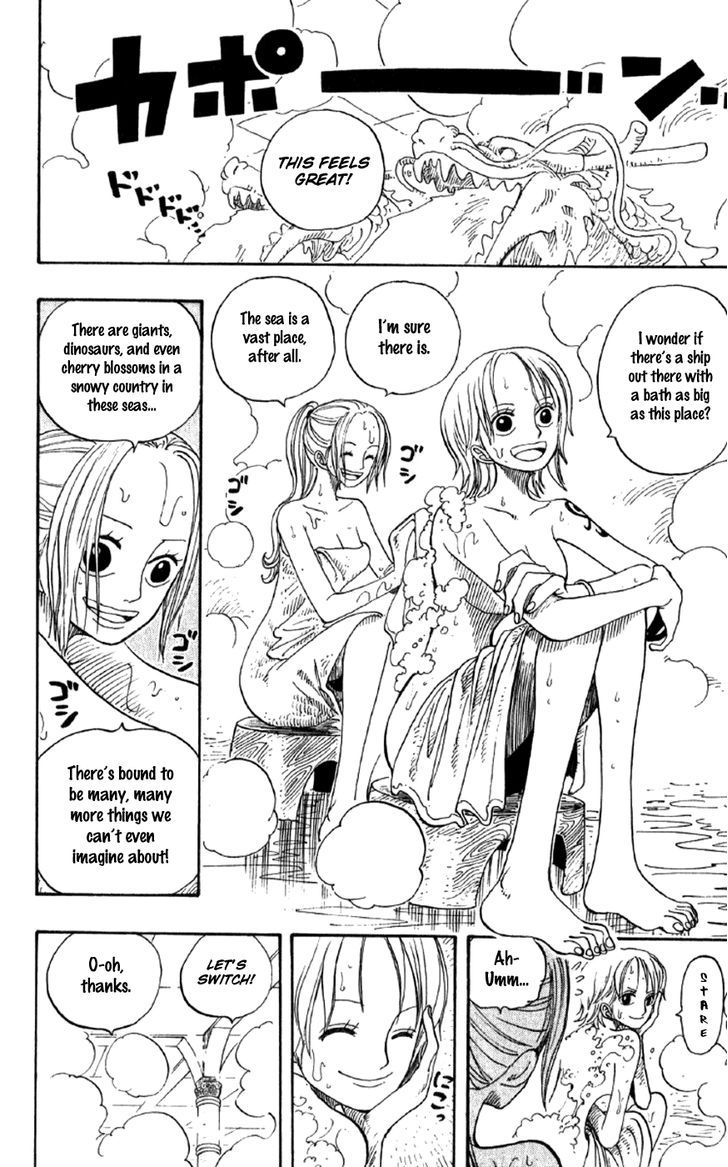 カポーーンッ
THIS FEELS
GREAT!
ドドドドド
I wonder if
there's a ship
out there with
a bath as big
as this place?
I'm sure
there is.
The sea is a
vast place,
after all.
ゴシ
ゴシ
There are giants,
dinosaurs, and even
cherry blossoms in a
snowy country in
these seas...
ゴシ
ゴシ
There's bound to
be many, many
more things we
can't even
imagine about!
Ah-
Umm...
STARE
LET'S
SWITCH!
O-oh,
thanks.